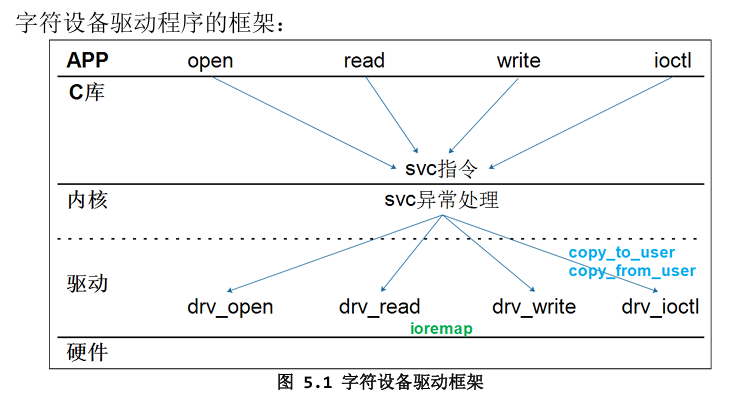 字符设备驱动程序的框架：
APP open read write ioctl
C库
svc指令
内核 svc异常处理
copy_to_user
copy_from_user
驱动
drv_open drv_read drv_write drv_ioctl
ioremap
硬件
图 5.1 字符设备驱动框架